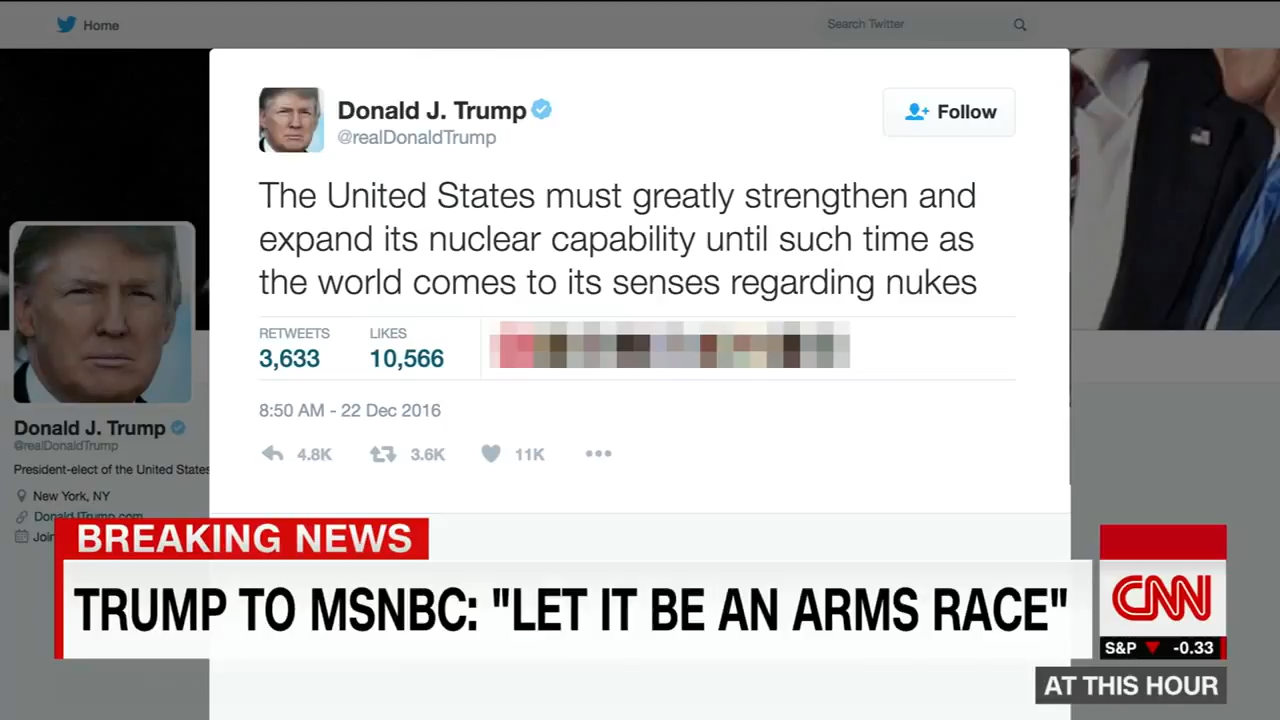 Home
Search Twitter
Donald J. Trump
@realDonaldTrump
Follow
The United States must greatly strengthen and
expand its nuclear capability until such time as
the world comes to its senses regarding nukes
RETWEETS
LIKES
3,633
10,566
8:50 AM - 22 Dec 2016
4.8K
3.6K
11K
Donald J. Trump
@realDonaldTrump
President-elect of the United States
New York, NY
DonaldJTrump.com
Join
BREAKING NEWS
TRUMP TO MSNBC: "LET IT BE AN ARMS RACE"
CNN
S&P -0.33
AT THIS HOUR